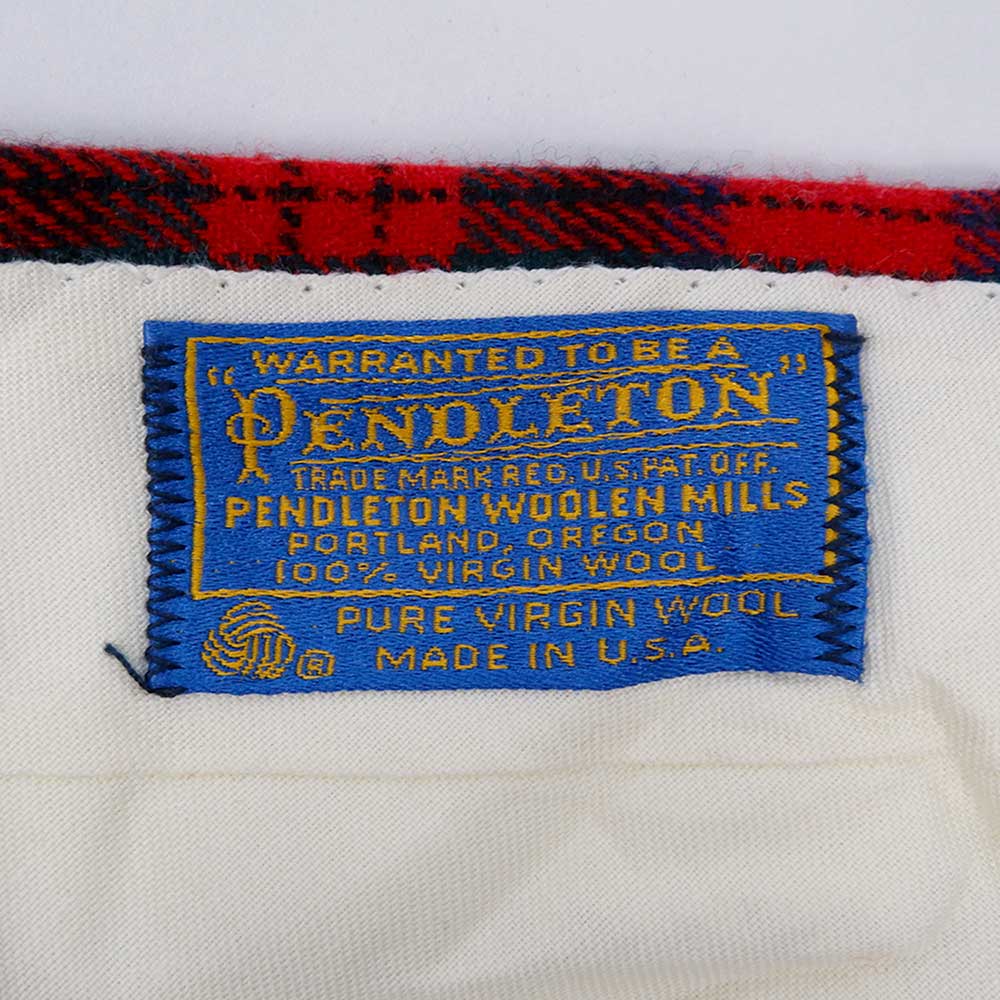 WARRANTED TO BE A
"PENDLETON"
TRADE MARK REG. U.S. PAT. OFF.
PENDLETON WOOLEN MILLS
PORTLAND, OREGON
100% VIRGIN WOOL
® PURE VIRGIN WOOL
MADE IN U.S.A.